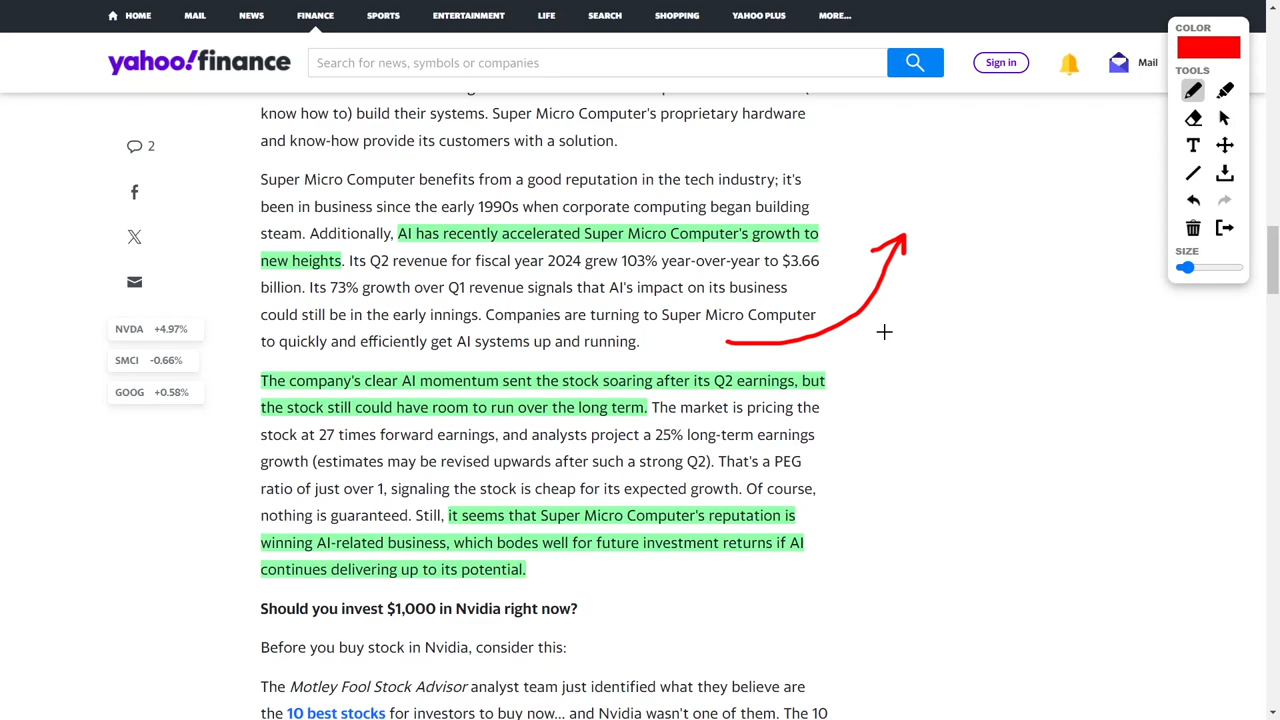 HOME MAIL NEWS FINANCE SPORTS ENTERTAINMENT LIFE SEARCH SHOPPING YAHOO PLUS MORE...
yahoo!finance
Search for news, symbols or companies
Sign in
Mail
know how to) build their systems. Super Micro Computer's proprietary hardware
and know-how provide its customers with a solution.
2
Super Micro Computer benefits from a good reputation in the tech industry; it's
been in business since the early 1990s when corporate computing began building
steam. Additionally, AI has recently accelerated Super Micro Computer's growth to
new heights. Its Q2 revenue for fiscal year 2024 grew 103% year-over-year to $3.66
billion. Its 73% growth over Q1 revenue signals that AI's impact on its business
could still be in the early innings. Companies are turning to Super Micro Computer
to quickly and efficiently get AI systems up and running.
NVDA +4.97%
SMCI -0.66%
GOOG +0.58%
The company's clear AI momentum sent the stock soaring after its Q2 earnings, but
the stock still could have room to run over the long term. The market is pricing the
stock at 27 times forward earnings, and analysts project a 25% long-term earnings
growth (estimates may be revised upwards after such a strong Q2). That's a PEG
ratio of just over 1, signaling the stock is cheap for its expected growth. Of course,
nothing is guaranteed. Still, it seems that Super Micro Computer's reputation is
winning AI-related business, which bodes well for future investment returns if AI
continues delivering up to its potential.
Should you invest $1,000 in Nvidia right now?
Before you buy stock in Nvidia, consider this:
The Motley Fool Stock Advisor analyst team just identified what they believe are
the 10 best stocks for investors to buy now... and Nvidia wasn't one of them. The 10
COLOR
TOOLS
T
SIZE